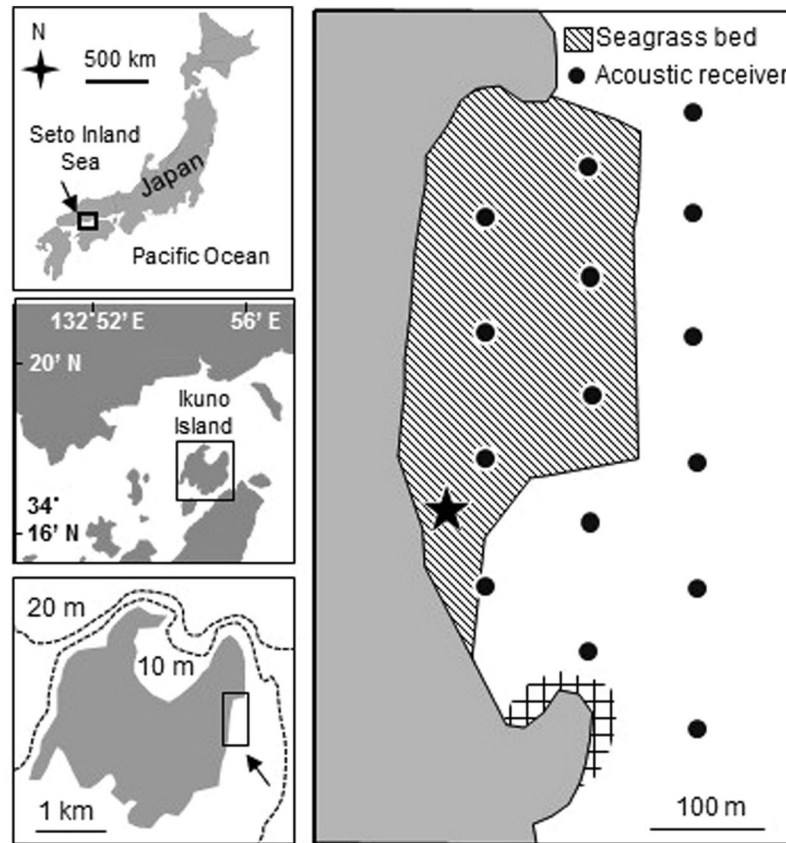 N
500 km
Seto Inland
Sea
Japan
Pacific Ocean
132˚52’ E
56’ E
20’ N
Ikuno
Island
34˚
16’ N
20 m
10 m
1 km
Seagrass bed
Acoustic receiver
100 m